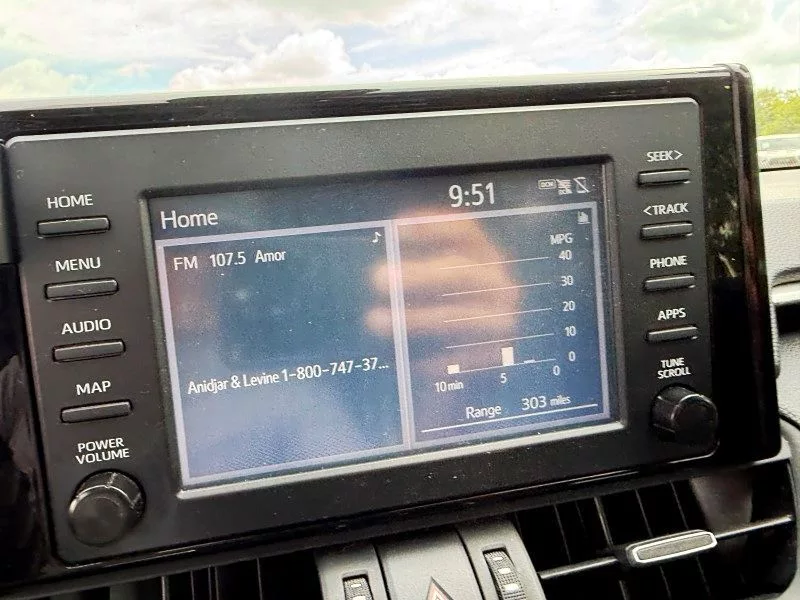 HOME
MENU
AUDIO
MAP
POWER
VOLUME
Home
9:51
DCM
FM 107.5 Amor
Anidjar & Levine 1-800-747-37...
MPG
40
30
20
10
0
10 min 5 0
Range 303 miles
SEEK>
<TRACK
PHONE
APPS
TUNE
SCROLL